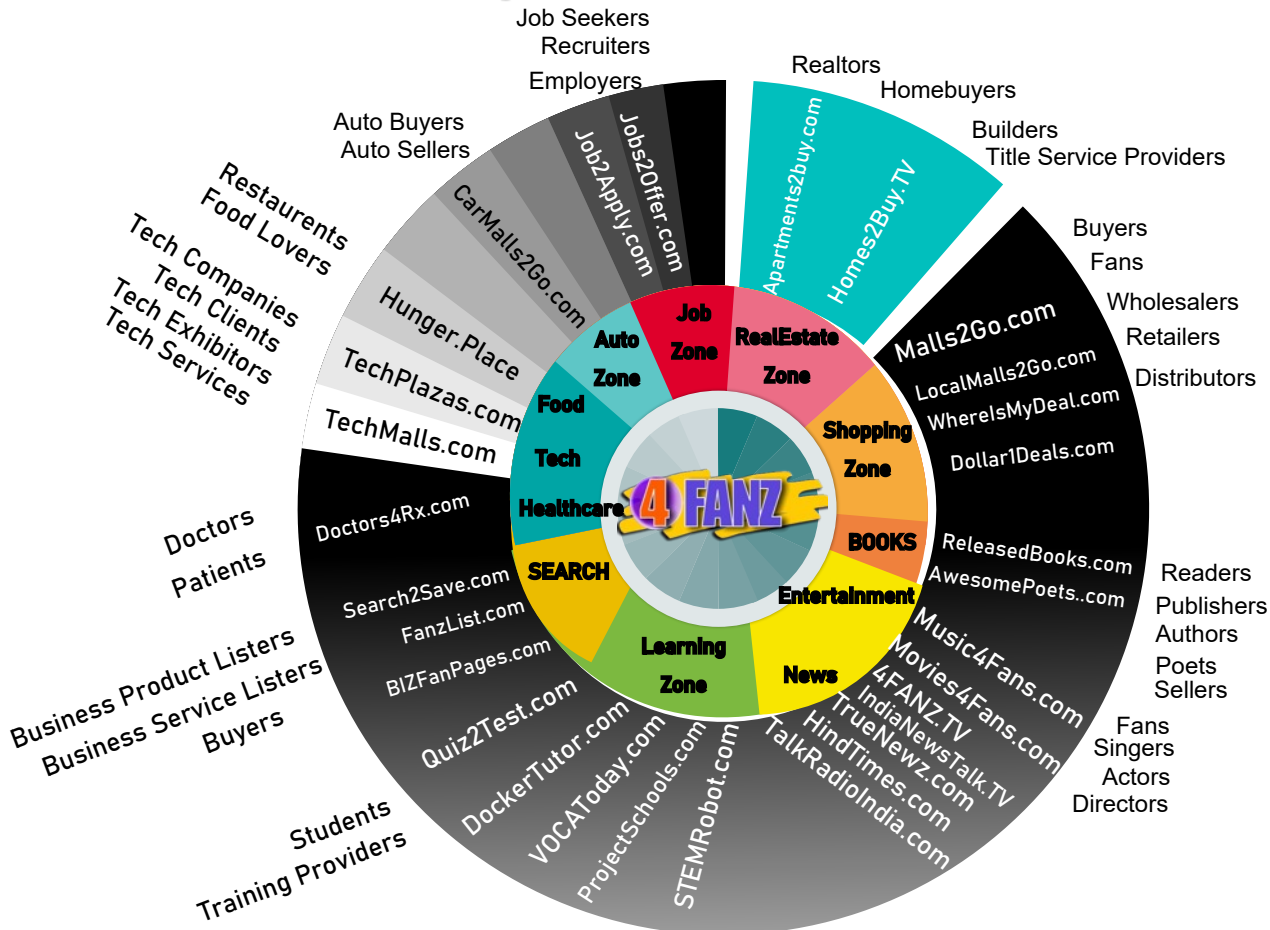 Job Seekers
Recruiters
Employers
Realtors
Homebuyers
Builders
Title Service Providers
Auto Buyers
Auto Sellers
Restaurents
Food Lovers
Tech Companies
Tech Clients
Tech Exhibitors
Tech Services
Doctors
Patients
Business Product Listers
Business Service Listers
Buyers
Students
Training Providers
Buyers
Fans
Wholesalers
Retailers
Distributors
Readers
Publishers
Authors
Poets
Sellers
Fans
Singers
Actors
Directors
Job2Apply.com
Jobs2Offer.com
Apartments2buy.com
Homes2Buy.TV
Malls2Go.com
LocalMalls2Go.com
WhereIsMyDeal.com
Dollar1Deals.com
ReleasedBooks.com
AwesomePoets..com
Music4Fans.com
Movies4Fans.com
4FANZ.TV
IndiaNewsTalk.TV
TrueNewz.com
HindTimes.com
TalkRadioIndia.com
STEMRobot.com
ProjectSchools.com
VOCAToday.com
DockerTutor.com
Quiz2Test.com
BIZFanPages.com
FanzList.com
Search2Save.com
Doctors4Rx.com
TechMalls.com
TechPlazas.com
Hunger.Place
CarMalls2Go.com
Job
Zone
RealEstate
Zone
Shopping
Zone
BOOKS
Entertainment
News
Learning
Zone
SEARCH
Healthcare
Tech
Food
Auto
Zone
4 FANZ